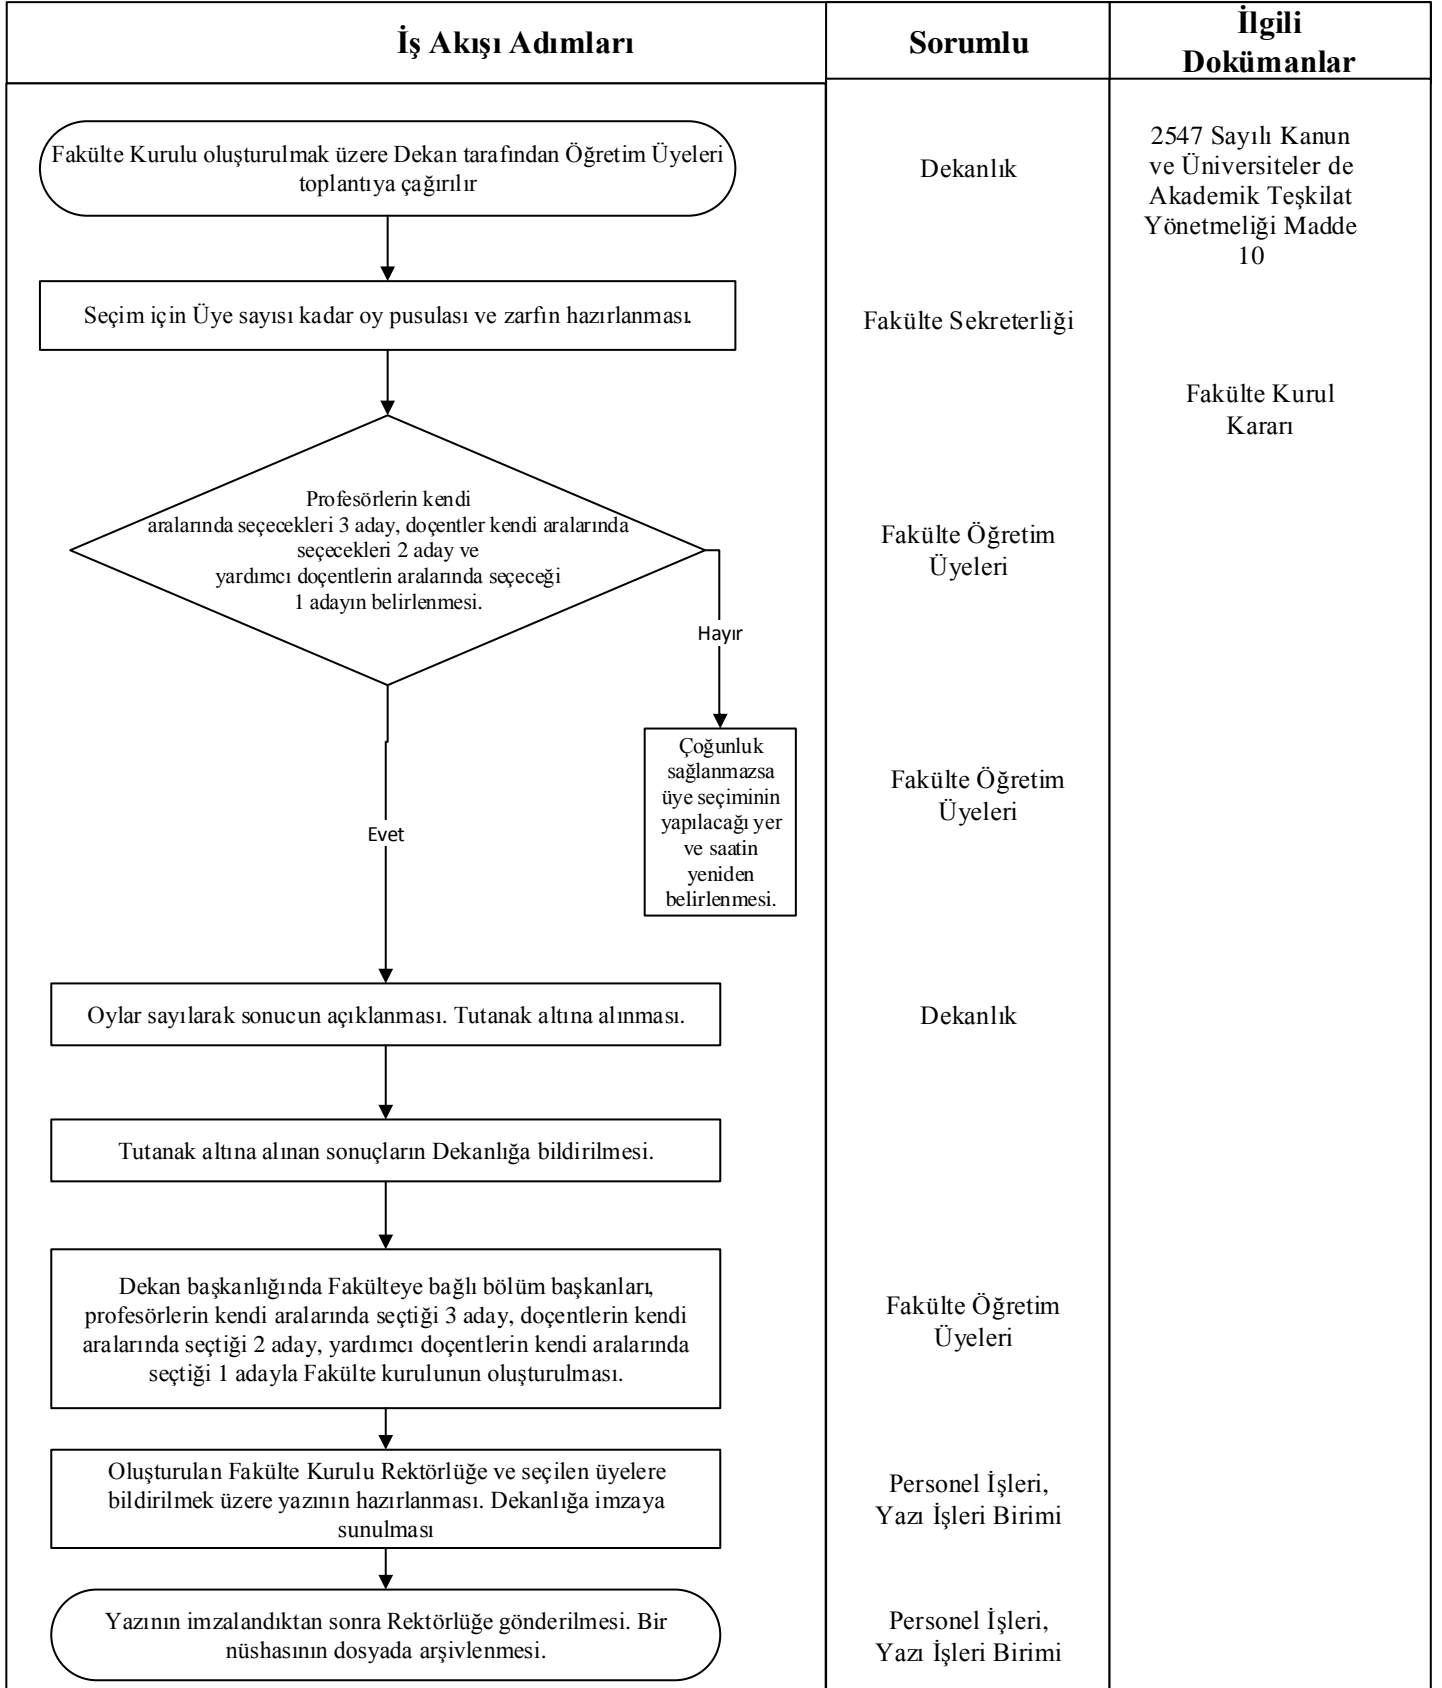 İş Akışı Adımları
Sorumlu
İlgili
Dokümanlar
Fakülte Kurulu oluşturulmak üzere Dekan tarafından Öğretim Üyeleri
toplantıya çağırılır
Dekanlık
2547 Sayılı Kanun
ve Üniversiteler de
Akademik Teşkilat
Yönetmeliği Madde
10
Seçim için Üye sayısı kadar oy pusulası ve zarfın hazırlanması.
Fakülte Sekreterliği
Fakülte Kurul
Kararı
Profesörlerin kendi
aralarında seçecekleri 3 aday, doçentler kendi aralarında
seçecekleri 2 aday ve
yardımcı doçentlerin aralarında seçeceği
1 adayın belirlenmesi.
Fakülte Öğretim
Üyeleri
Hayır
Çoğunluk
sağlanmazsa
üye seçiminin
yapılacağı yer
ve saatin
yeniden
belirlenmesi.
Fakülte Öğretim
Üyeleri
Evet
Oylar sayılarak sonucun açıklanması. Tutanak altına alınması.
Dekanlık
Tutanak altına alınan sonuçların Dekanlığa bildirilmesi.
Dekan başkanlığında Fakülteye bağlı bölüm başkanları,
profesörlerin kendi aralarında seçtiği 3 aday, doçentlerin kendi
aralarında seçtiği 2 aday, yardımcı doçentlerin kendi aralarında
seçtiği 1 adayla Fakülte kurulunun oluşturulması.
Fakülte Öğretim
Üyeleri
Oluşturulan Fakülte Kurulu Rektörlüğe ve seçilen üyelere
bildirilmek üzere yazının hazırlanması. Dekanlığa imzaya
sunulması
Personel İşleri,
Yazı İşleri Birimi
Yazının imzalandıktan sonra Rektörlüğe gönderilmesi. Bir
nüshasının dosyada arşivlenmesi.
Personel İşleri,
Yazı İşleri Birimi